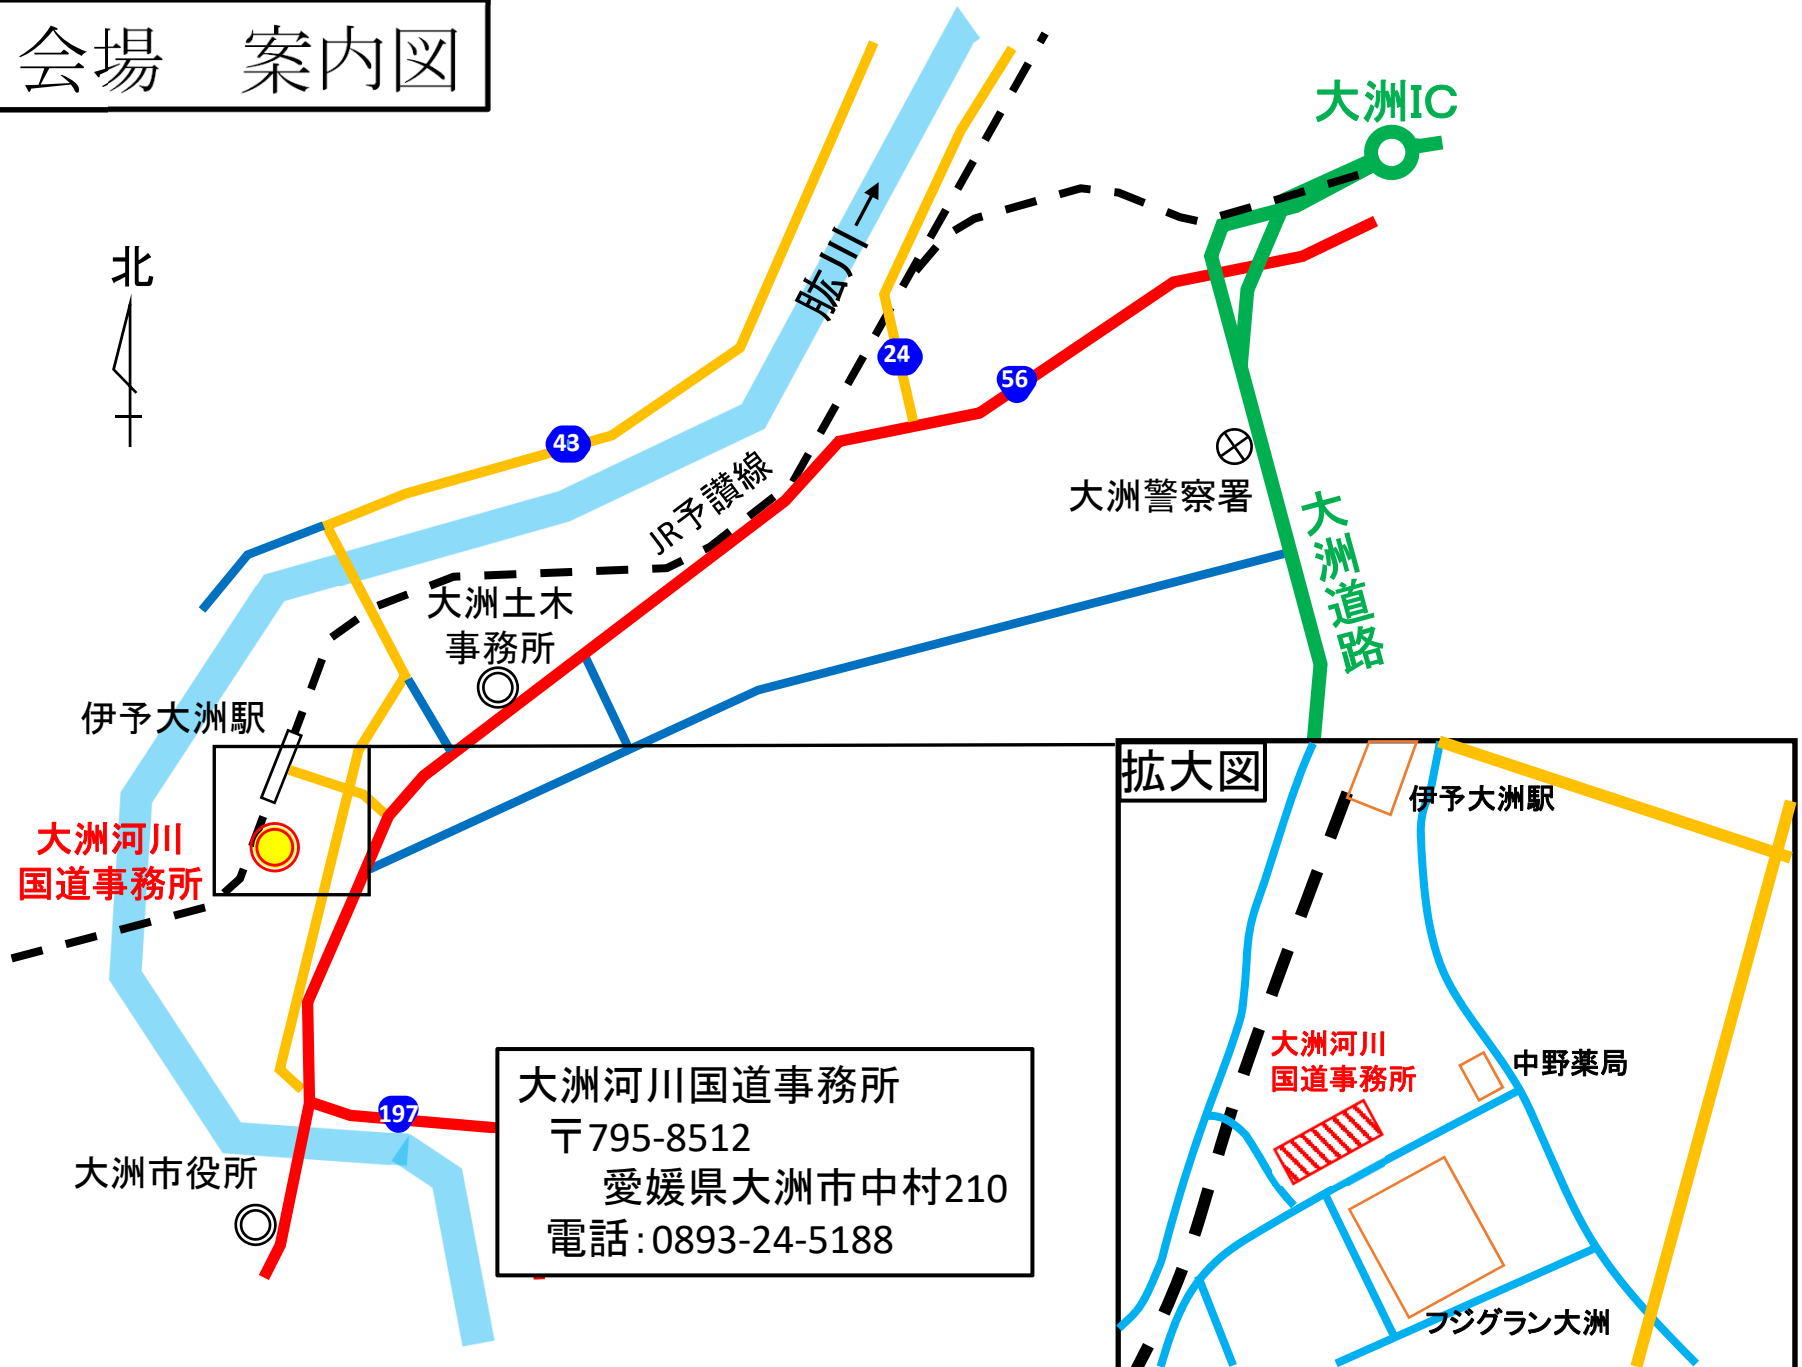 会場　案内図
大洲IC
北
肱川→
24
56
43
JR予讃線
大洲警察署
大洲道路
大洲土木
事務所
伊予大洲駅
大洲河川
国道事務所
197
大洲市役所
大洲河川国道事務所
〒795-8512
愛媛県大洲市中村210
電話:0893-24-5188
拡大図
伊予大洲駅
大洲河川
国道事務所
中野薬局
フジグラン大洲